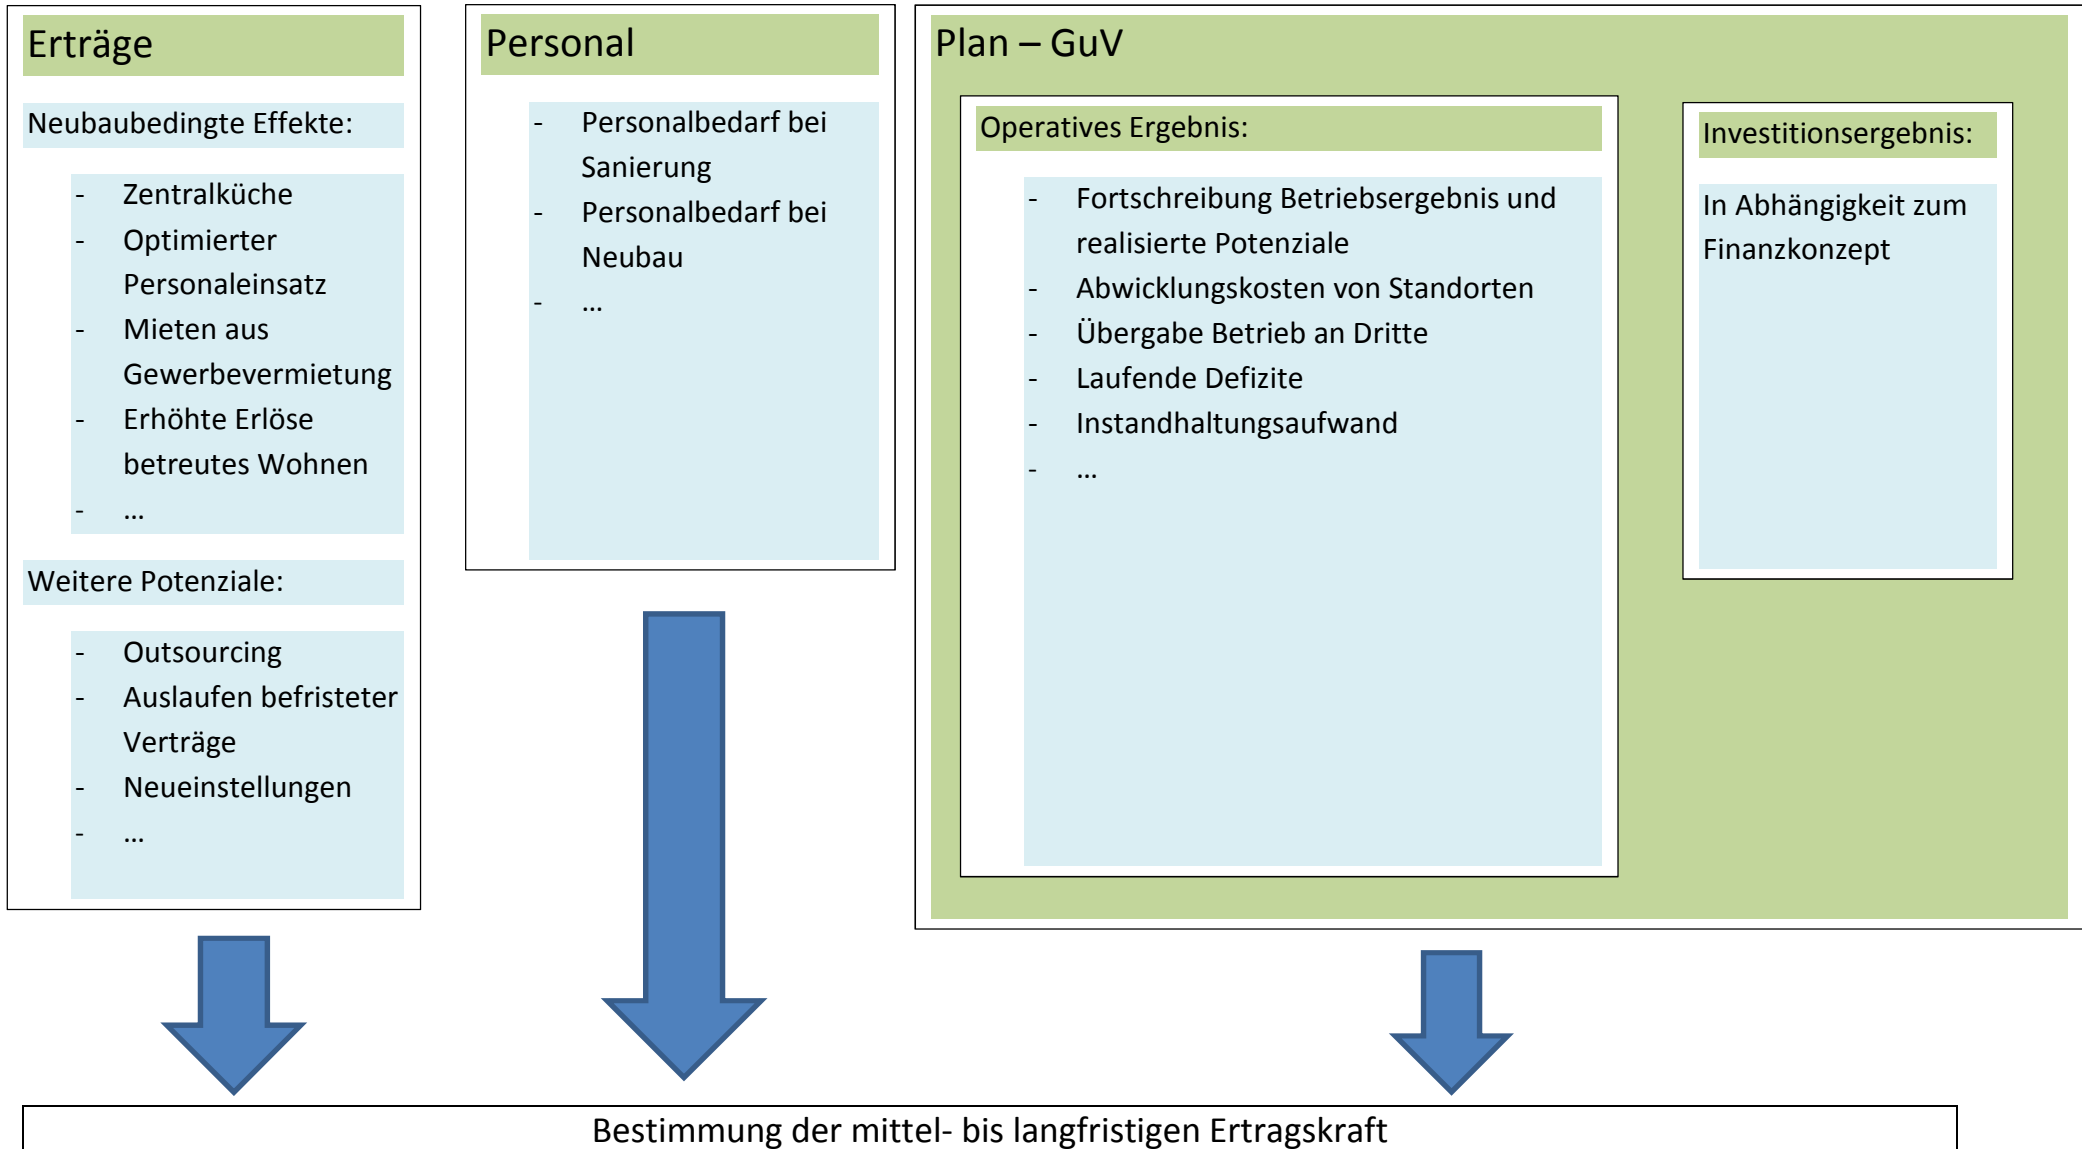 Erträge
Neubaubedingte Effekte:
- Zentralküche
- Optimierter
Personaleinsatz
- Mieten aus
Gewerbevermietung
- Erhöhte Erlöse
betreutes Wohnen
- …
Weitere Potenziale:
- Outsourcing
- Auslaufen befristeter
Verträge
- Neueinstellungen
- …
Personal
- Personalbedarf bei
Sanierung
- Personalbedarf bei
Neubau
- …
Plan – GuV
Operatives Ergebnis:
- Fortschreibung Betriebsergebnis und
realisierte Potenziale
- Abwicklungskosten von Standorten
- Übergabe Betrieb an Dritte
- Laufende Defizite
- Instandhaltungsaufwand
- …
Investitionsergebnis:
In Abhängigkeit zum
Finanzkonzept
Bestimmung der mittel- bis langfristigen Ertragskraft